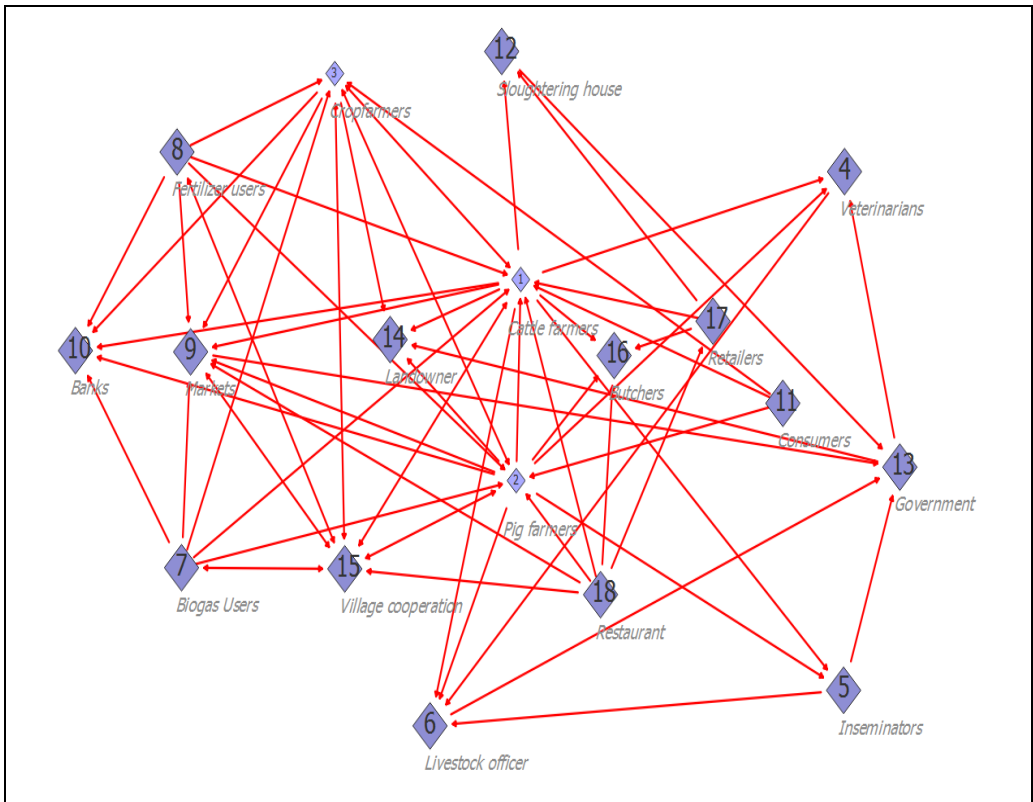 12
Sloughtering house
3
Cropfarmers
8
Fertilizer users
4
Veterinarians
1
Cattle farmers
17
Rotailers
14
Landowner
16
Butchers
10
Banks
9
Markets
11
Consumers
13
Government
2
Pig farmers
7
Biogas Users
15
Village cooperation
18
Restaurant
5
Inseminators
6
Livestock officer